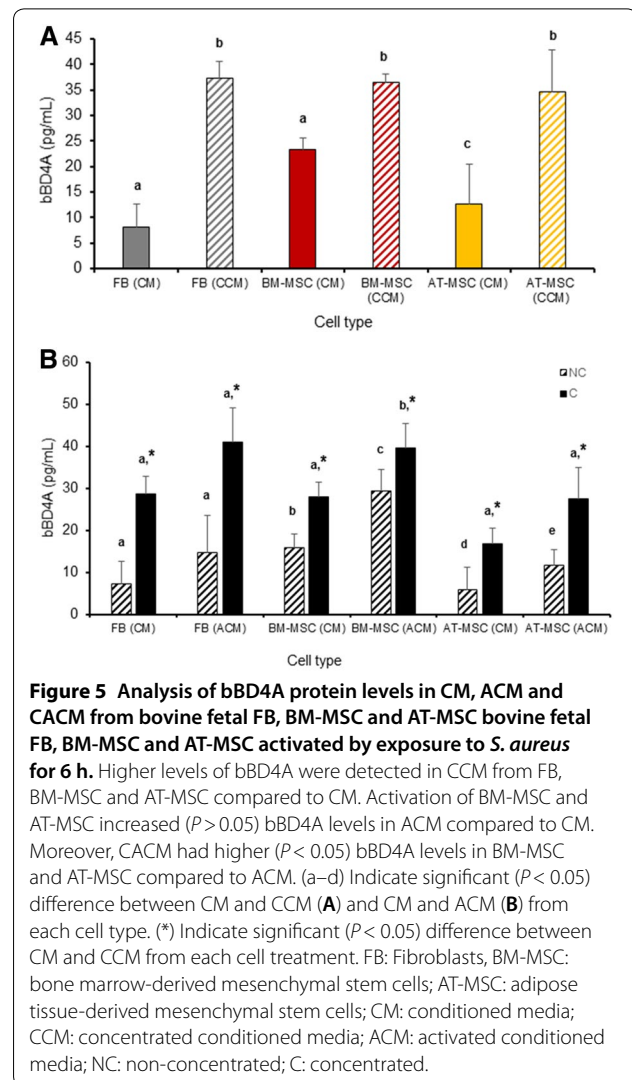 A
bBD4A (pg/mL)
45
40
35
30
25
20
15
10
5
0
a
b
a
b
c
b
FB (CM)
FB (CCM)
BM-MSC (CM)
BM-MSC
(CCM)
AT-MSC (CM)
AT-MSC
(CCM)
Cell type
B
bBD4A (pg/mL)
60
50
40
30
20
10
0
NC
C
a
a,*
a
a,*
b
a,*
c
b,*
d
a,*
e
a,*
FB (CM)
FB (ACM)
BM-MSC (CM)
BM-MSC (ACM)
AT-MSC (CM)
AT-MSC (ACM)
Cell type
Figure 5 Analysis of bBD4A protein levels in CM, ACM and
CACM from bovine fetal FB, BM-MSC and AT-MSC bovine fetal
FB, BM-MSC and AT-MSC activated by exposure to S. aureus
for 6 h. Higher levels of bBD4A were detected in CCM from FB,
BM-MSC and AT-MSC compared to CM. Activation of BM-MSC and
AT-MSC increased (P > 0.05) bBD4A levels in ACM compared to CM.
Moreover, CACM had higher (P < 0.05) bBD4A levels in BM-MSC
and AT-MSC compared to ACM. (a–d) Indicate significant (P < 0.05)
difference between CM and CCM (A) and CM and ACM (B) from
each cell type. (*) Indicate significant (P < 0.05) difference between
CM and CCM from each cell treatment. FB: Fibroblasts, BM-MSC:
bone marrow-derived mesenchymal stem cells; AT-MSC: adipose
tissue-derived mesenchymal stem cells; CM: conditioned media;
CCM: concentrated conditioned media; ACM: activated conditioned
media; NC: non-concentrated; C: concentrated.